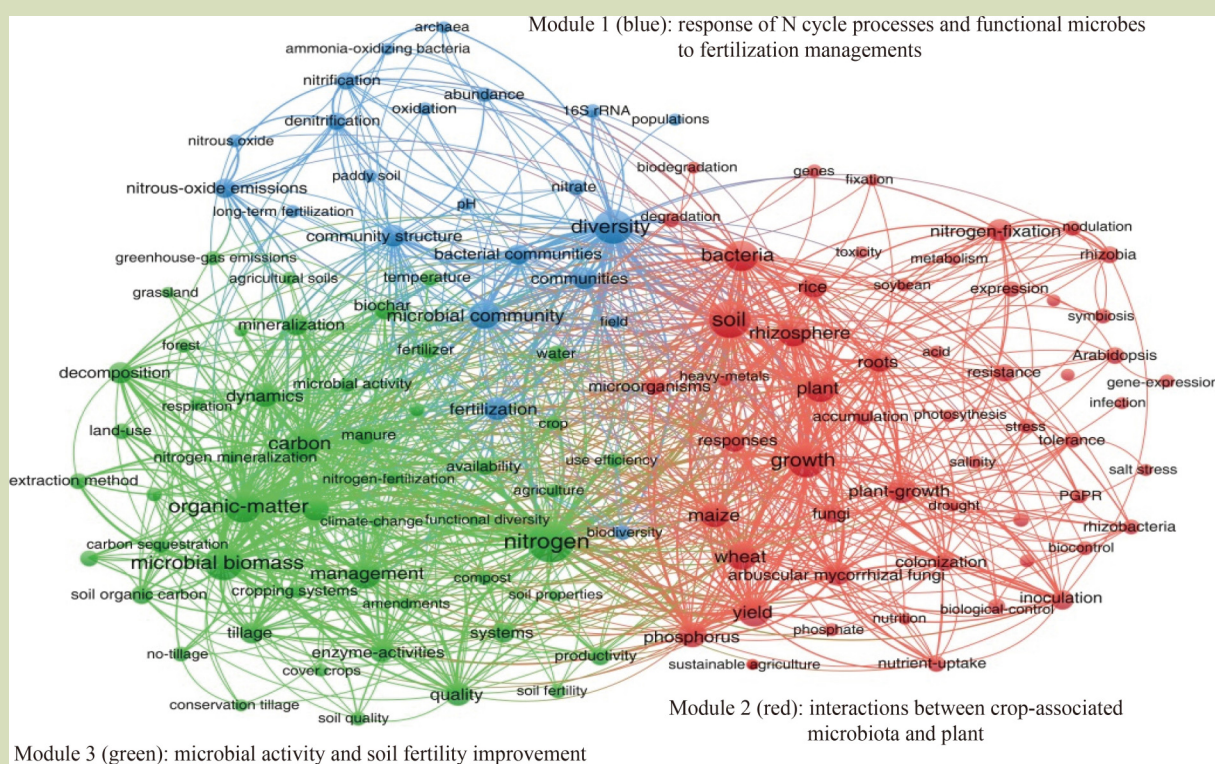 Module 1 (blue): response of N cycle processes and functional microbes
to fertilization managements
archaea
ammonia-oxidizing bacteria
nitrification
abundance
oxidation
16S rRNA
denitrification
populations
nitrous oxide
biodegradation
genes
fixation
paddy soil
nitrous-oxide emissions
nitrate
pH
long-term fertilization
degradation
diversity
nodulation
nitrogen-fixation
community structure
bacterial communities
bacteria
toxicity
metabolism
rhizobia
greenhouse-gas emissions
agricultural soils
temperature
communities
rice
soybean
expression
grassland
biochar
microbial community
field
soil
symbiosis
mineralization
rhizosphere
forest
fertilizer
water
acid
Arabidopsis
decomposition
microbial activity
heavy-metals
microorganisms
plant
roots
resistance
gene-expression
respiration
dynamics
infection
fertilization
accumulation
photosythesis
land-use
carbon
manure
crop
responses
stress
tolerance
nitrogen mineralization
availability
use efficiency
growth
salinity
salt stress
extraction method
nitrogen-fertilization
agriculture
plant-growth
PGPR
organic-matter
drought
climate-change
functional diversity
maize
fungi
rhizobacteria
nitrogen
biodiversity
carbon sequestration
biocontrol
microbial biomass
management
wheat
colonization
compost
arbuscular mycorrhizal fungi
soil organic carbon
cropping systems
soil properties
amendments
inoculation
biological-control
yield
nutrition
tillage
systems
phosphorus
phosphate
no-tillage
enzyme-activities
productivity
sustainable agriculture
nutrient-uptake
cover crops
quality
soil fertility
conservation tillage
soil quality
Module 2 (red): interactions between crop-associated
microbiota and plant
Module 3 (green): microbial activity and soil fertility improvement